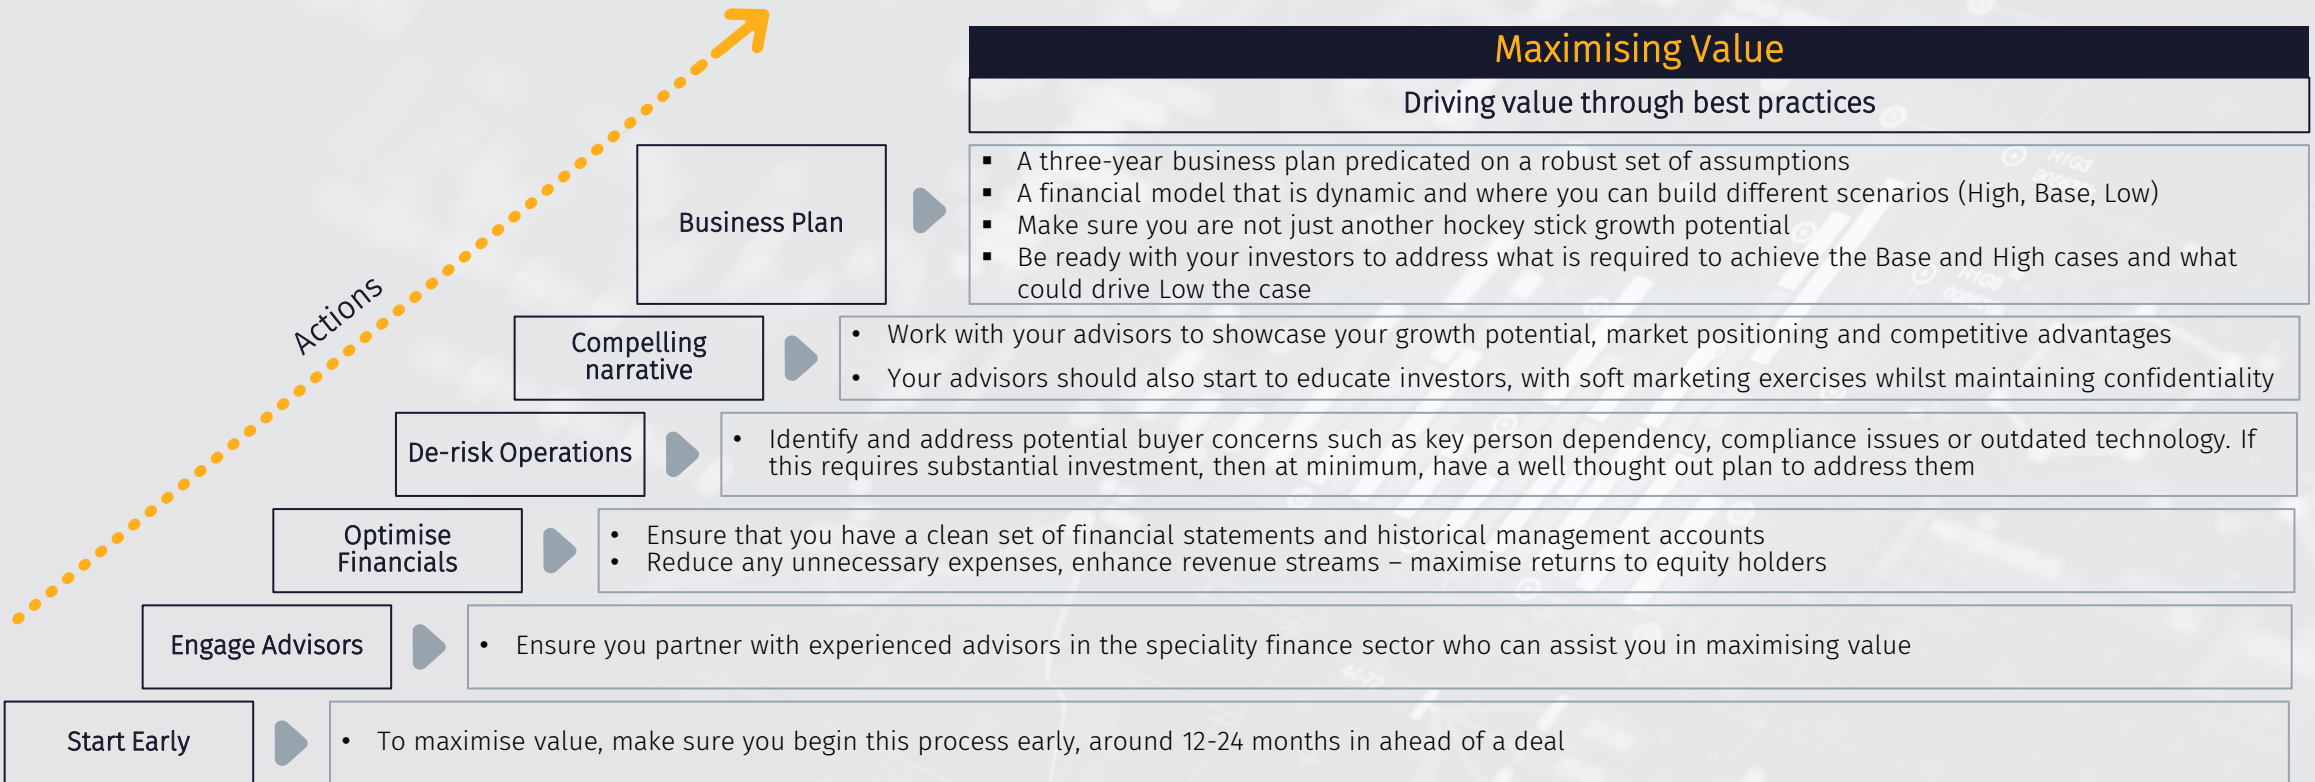 Maximising Value
Driving value through best practices
Actions
Business Plan
▪ A three-year business plan predicated on a robust set of assumptions
▪ A financial model that is dynamic and where you can build different scenarios (High, Base, Low)
▪ Make sure you are not just another hockey stick growth potential
▪ Be ready with your investors to address what is required to achieve the Base and High cases and what
could drive Low the case
Compelling
narrative
• Work with your advisors to showcase your growth potential, market positioning and competitive advantages
• Your advisors should also start to educate investors, with soft marketing exercises whilst maintaining confidentiality
De-risk Operations
• Identify and address potential buyer concerns such as key person dependency, compliance issues or outdated technology. If
this requires substantial investment, then at minimum, have a well thought out plan to address them
Optimise
Financials
• Ensure that you have a clean set of financial statements and historical management accounts
• Reduce any unnecessary expenses, enhance revenue streams – maximise returns to equity holders
Engage Advisors
• Ensure you partner with experienced advisors in the speciality finance sector who can assist you in maximising value
Start Early
• To maximise value, make sure you begin this process early, around 12-24 months in ahead of a deal
H1G3
H1G8
44-72